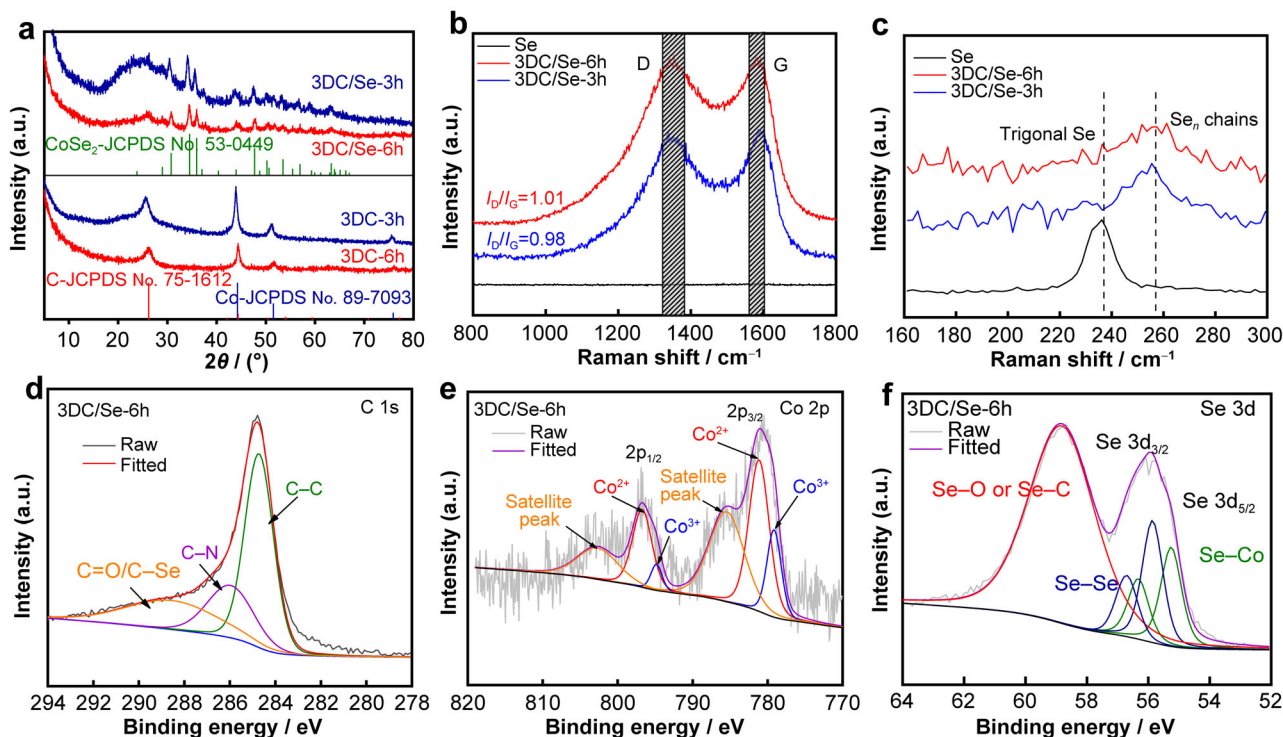 a
3DC/Se-3h
3DC/Se-6h
CoSe₂-JCPDS No. 53-0449
3DC-3h
3DC-6h
C-JCPDS No. 75-1612
Co-JCPDS No. 89-7093
Intensity (a.u.)
10 20 30 40 50 60 70 80
2θ / (°)
b
Se
3DC/Se-6h
3DC/Se-3h
D
G
I_D/I_G=1.01
I_D/I_G=0.98
Intensity (a.u.)
800 1000 1200 1400 1600 1800
Raman shift / cm⁻¹
c
Se
3DC/Se-6h
3DC/Se-3h
Trigonal Se
Seₙ chains
Intensity (a.u.)
160 180 200 220 240 260 280 300
Raman shift / cm⁻¹
d
3DC/Se-6h
C 1s
Raw
Fitted
C–C
C–N
C=O/C–Se
Intensity (a.u.)
294 292 290 288 286 284 282 280 278
Binding energy / eV
e
3DC/Se-6h
Co 2p
Raw
Fitted
2p₃/₂
Co²⁺
2p₁/₂
Satellite
peak
Co²⁺
Satellite
peak
Co³⁺
Co³⁺
Intensity (a.u.)
820 810 800 790 780 770
Binding energy / eV
f
3DC/Se-6h
Se 3d
Raw
Fitted
Se 3d₃/₂
Se–O or Se–C
Se 3d₅/₂
Se–Co
Se–Se
Intensity (a.u.)
64 62 60 58 56 54 52
Binding energy / eV